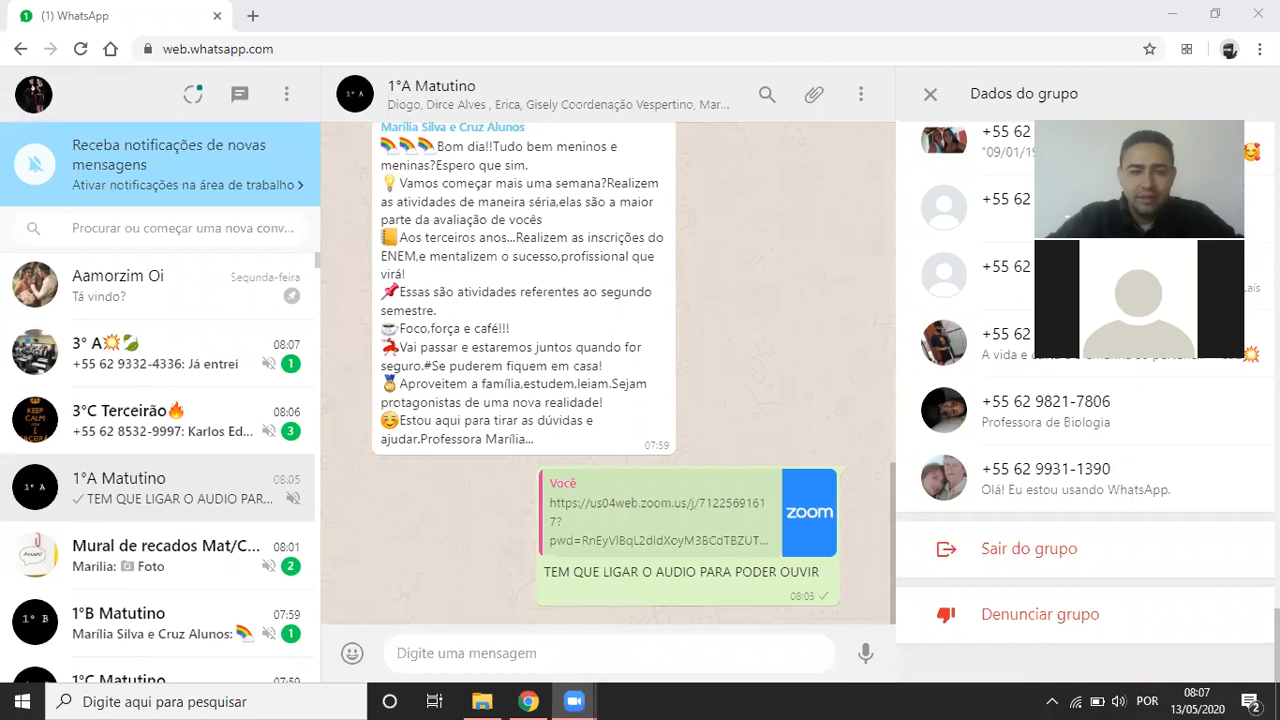 (1) WhatsApp
web.whatsapp.com
Receba notificações de novas
mensagens
Ativar notificações na área de trabalho
Procurar ou começar uma nova conv...
Aamorzim Oi
Segunda-feira
Tá vindo?
3° A💥🍃
08:07
+55 62 9332-4336: Já entrei
1
3°C Terceirão🔥
08:06
+55 62 8532-9997: Karlos Ed...
3
1°A Matutino
08:05
TEM QUE LIGAR O AUDIO PARA PODER...
Mural de recados Mat/C...
08:01
Marilia: Foto
2
1°B Matutino
07:59
Marília Silva e Cruz Alunos: 🌈
1
1°C Matutino
07:59
1°A Matutino
Diogo, Dirce Alves , Erica, Gisely Coordenação Vespertino, Mar...
Marília Silva e Cruz Alunos
🌈🌈🌈Bom dia!!Tudo bem meninos e
meninas?Espero que sim.
💡Vamos começar mais uma semana?Realizem
as atividades de maneira séria,elas são a maior
parte da avaliação de vocês
📒Aos terceiros anos...Realizem as inscrições do
ENEM,e mentalizem o sucesso,profissional que
virá!
📌Essas são atividades referentes ao segundo
semestre.
☕Foco,força e café!!!
💃Vai passar e estaremos juntos quando for
seguro.#Se puderem fiquem em casa!
🏅Aproveitem a família,estudem,leiam.Sejam
protagonistas de uma nova realidade!
☺️Estou aqui para tirar as dúvidas e
ajudar.Professora Marília...
07:59
Você
https://us04web.zoom.us/j/7122569161
7?
pwd=RnEyVlBqL2dldXoyM3BCdTBZUT...
zoom
TEM QUE LIGAR O AUDIO PARA PODER OUVIR
08:05
Digite uma mensagem
Dados do grupo
+55 62
"09/01/19
+55 62
+55 62
Laís
+55 62
+55 62 9821-7806
Professora de Biologia
+55 62 9931-1390
Olá! Eu estou usando WhatsApp.
Sair do grupo
Denunciar grupo
Digite aqui para pesquisar
POR
08:07
13/05/2020
2